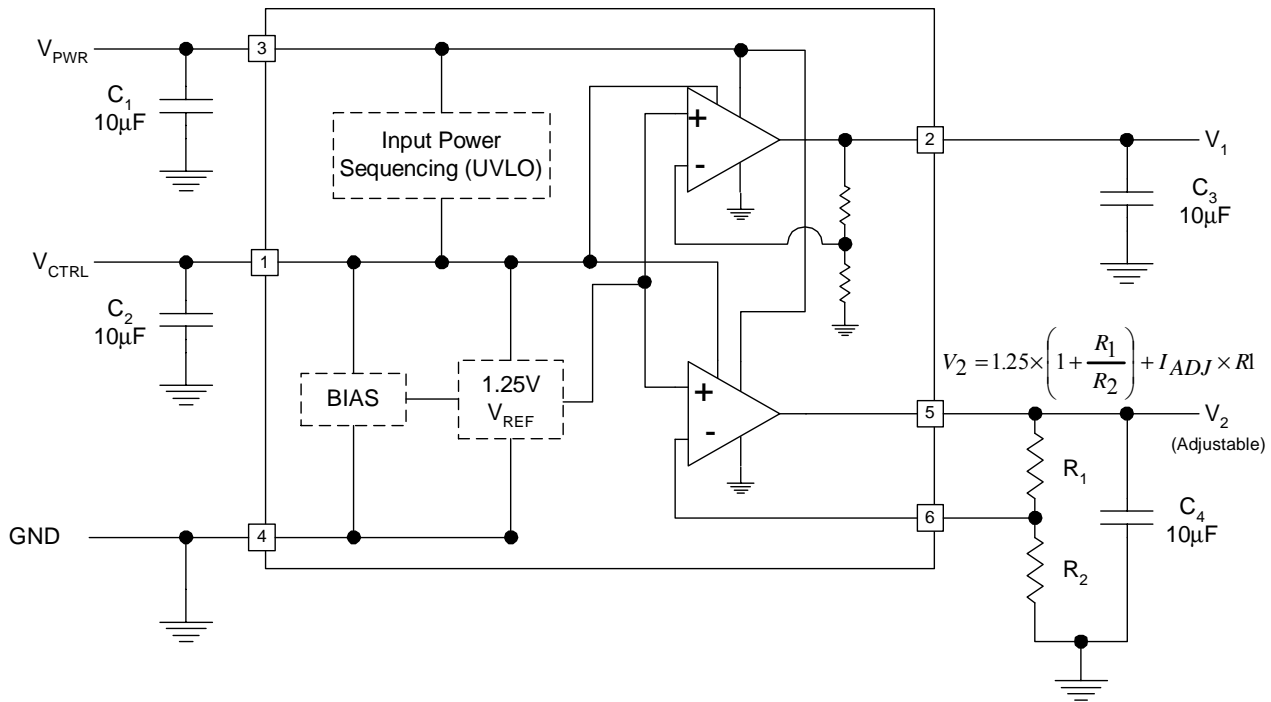 V_PWR
3
C_1
10µF
Input Power
Sequencing (UVLO)
+
-
2
V_1
C_3
10µF
V_CTRL
1
C_2
10µF
BIAS
1.25V
V_REF
+
-
V_2 = 1.25 × (1 + R_1 / R_2) + I_ADJ × R1
5
V_2
(Adjustable)
R_1
6
C_4
10µF
R_2
GND
4